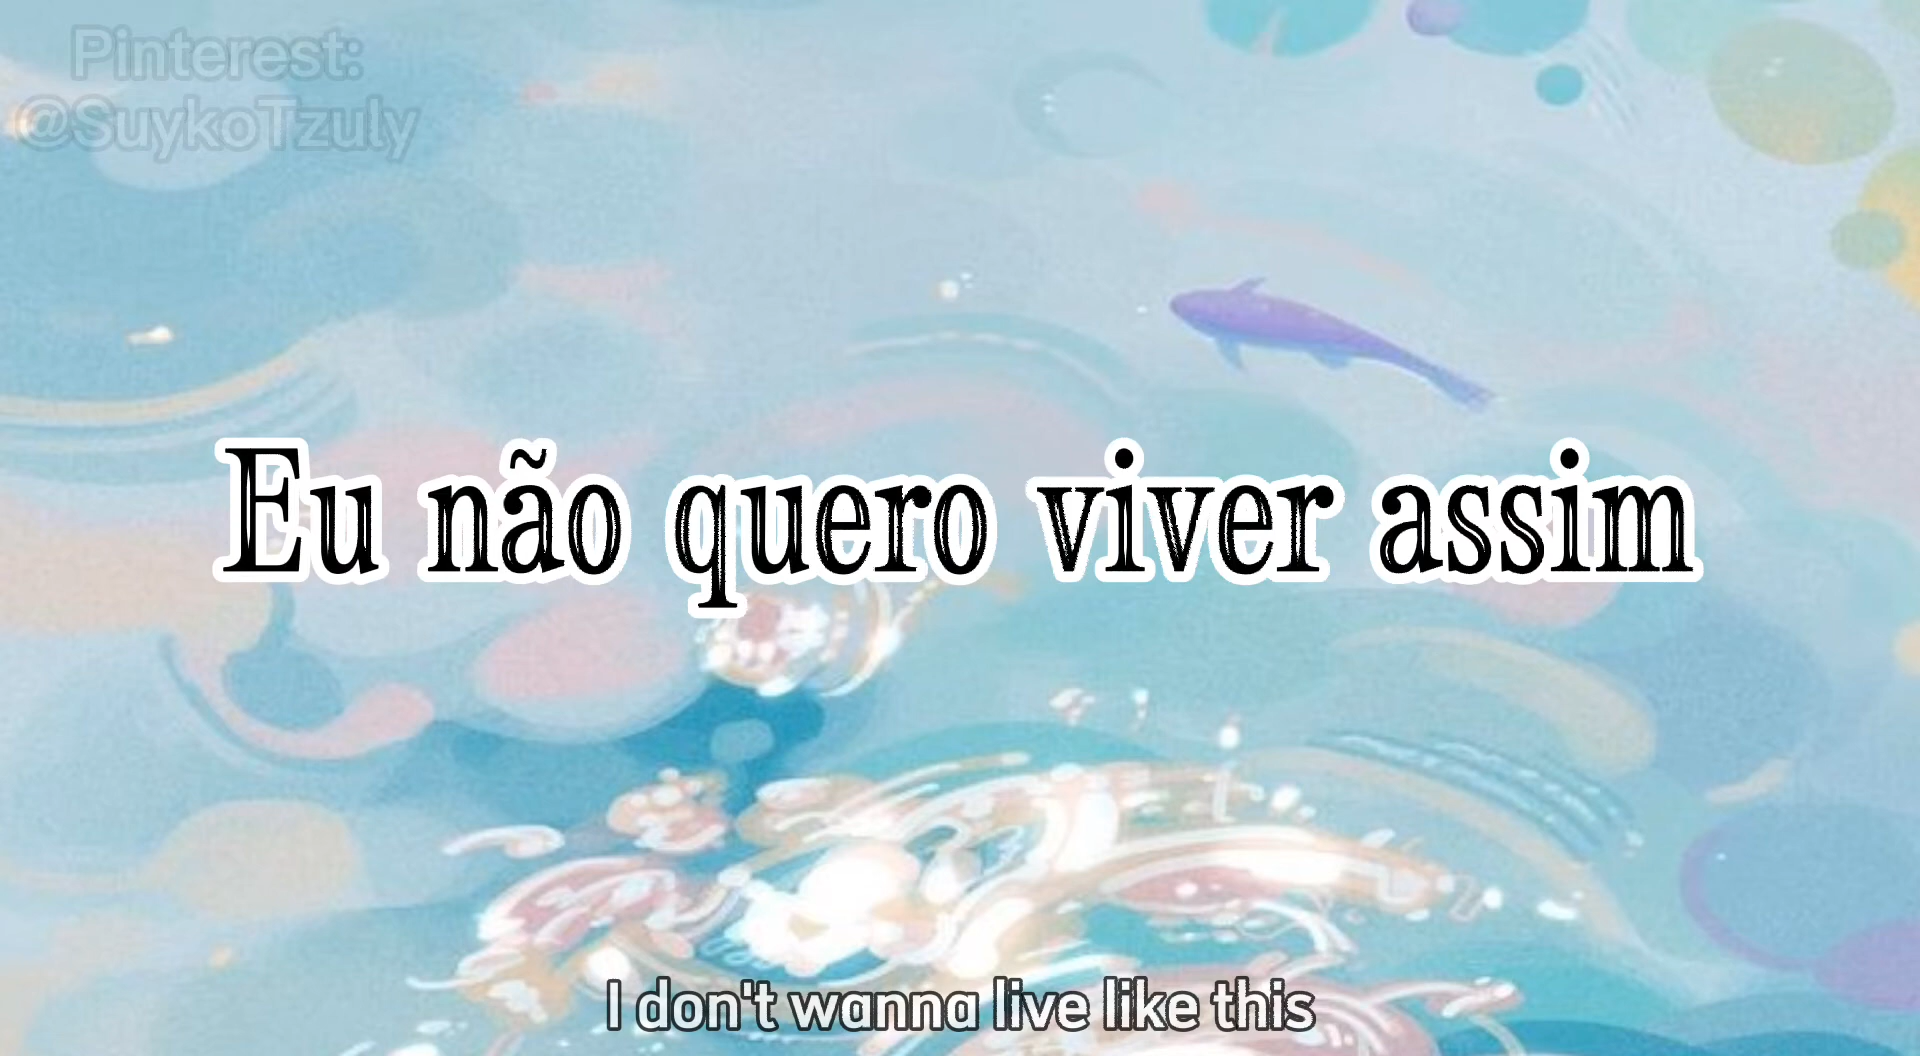 Pinterest:
@SuykoTzuly
Eu não quero viver assim
I don't wanna live like this